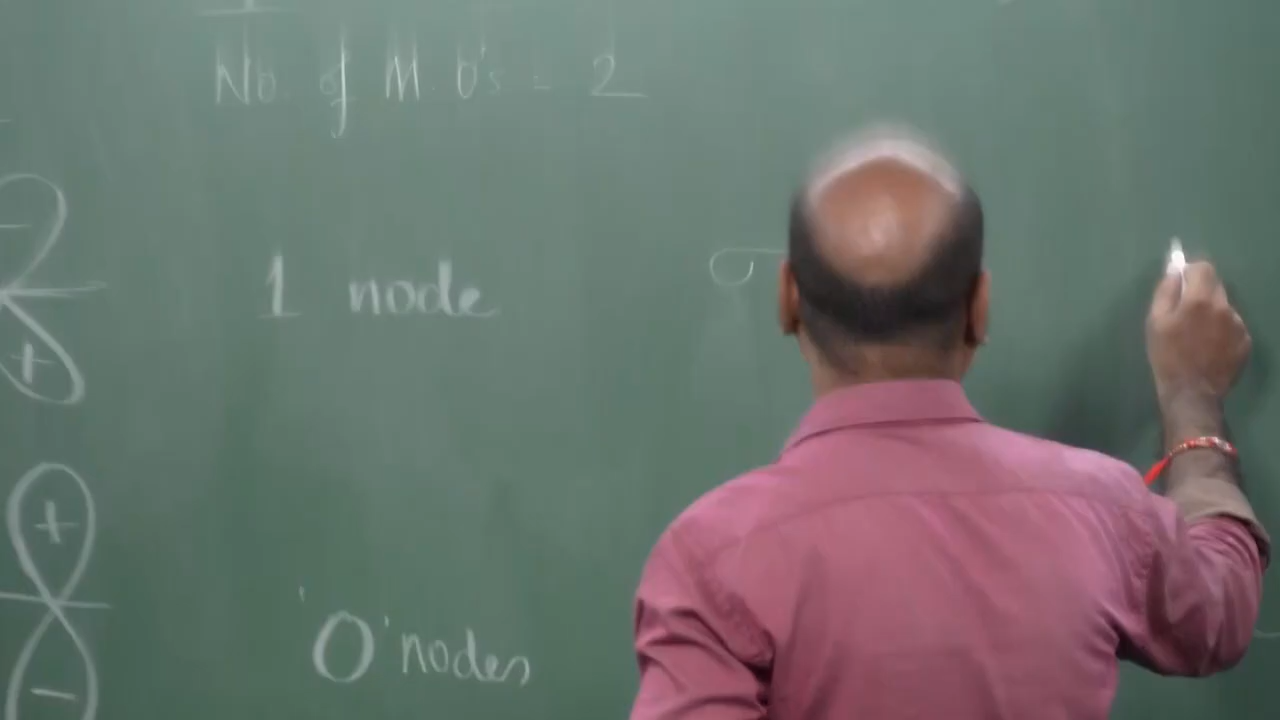 No. of M.O's = 2
-
σ
1 node
+
+
'0' nodes
-